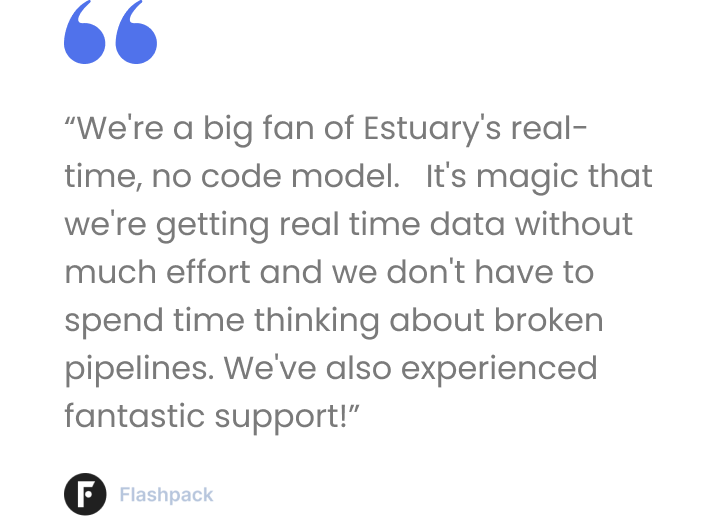 “We're a big fan of Estuary's real-
time, no code model.   It's magic that
we're getting real time data without
much effort and we don't have to
spend time thinking about broken
pipelines. We've also experienced
fantastic support!”
Flashpack